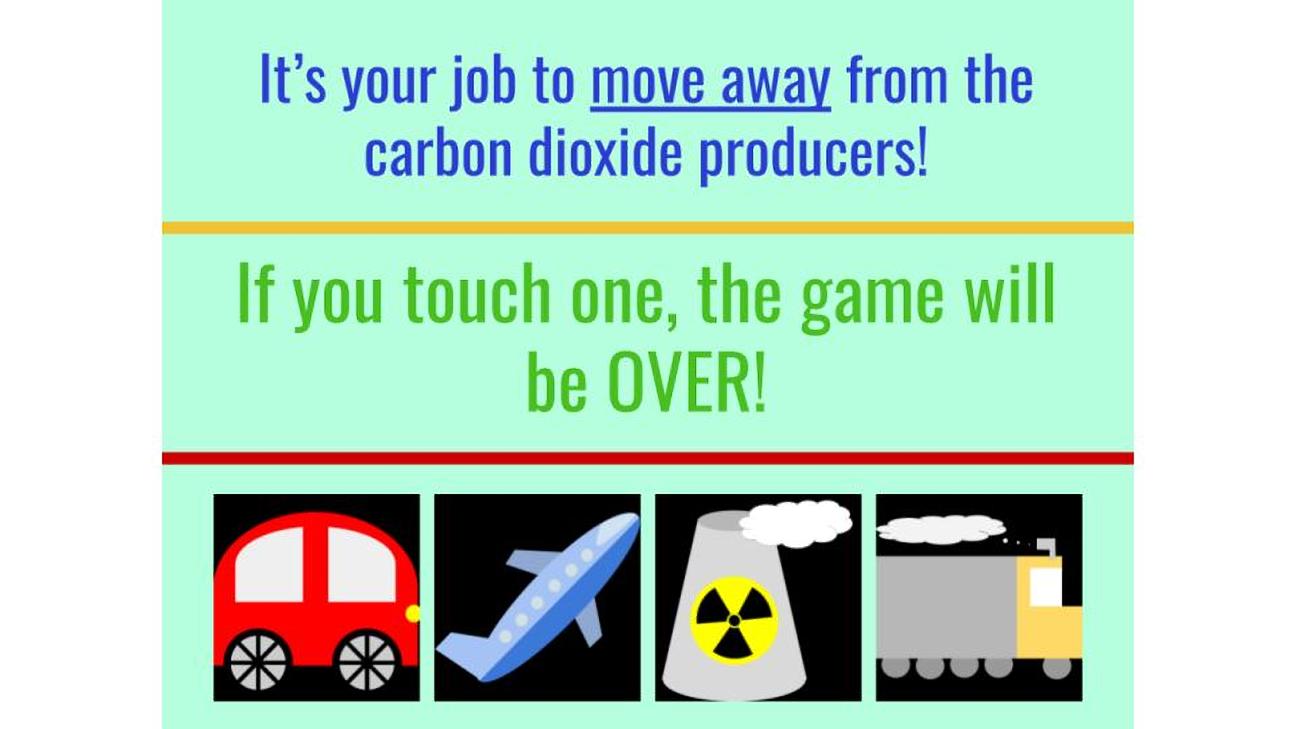 It’s your job to move away from the
carbon dioxide producers!
If you touch one, the game will
be OVER!